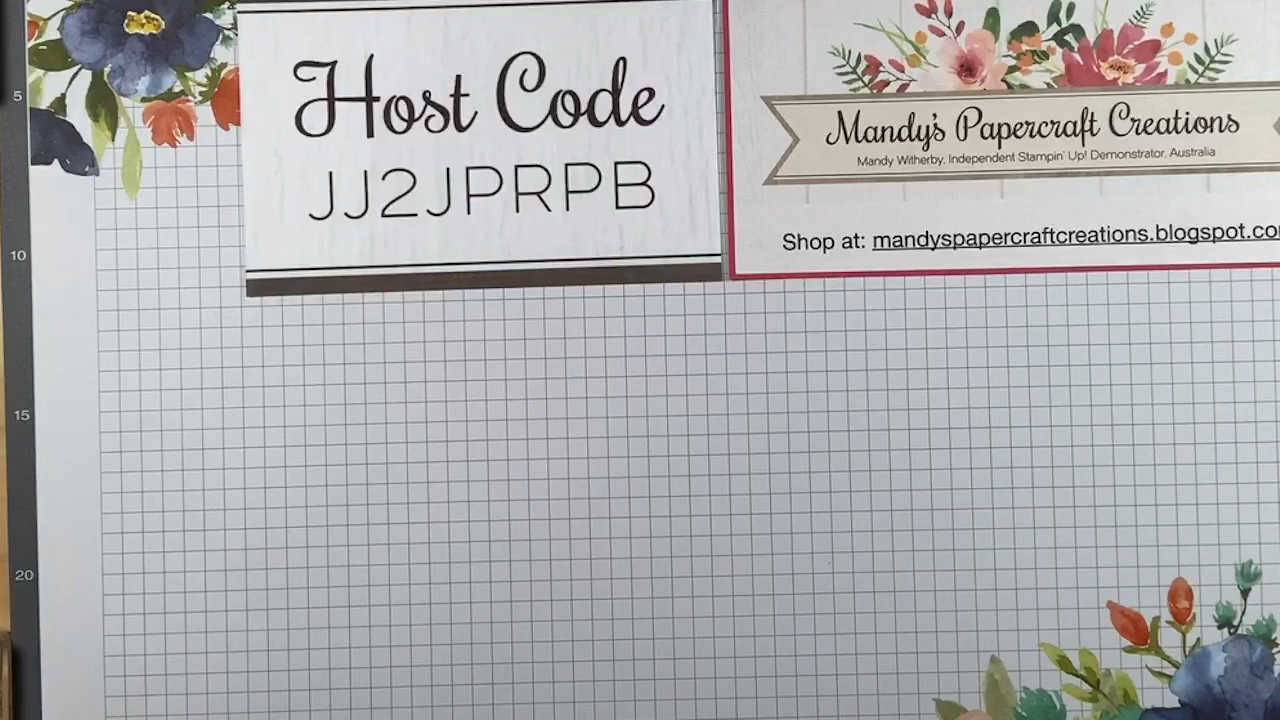 Host Code
JJ2JPRPB
Mandy's Papercraft Creations
Mandy Witherby, Independent Stampin' Up! Demonstrator, Australia
Shop at: mandyspapercraftcreations.blogspot.co
5
10
15
20